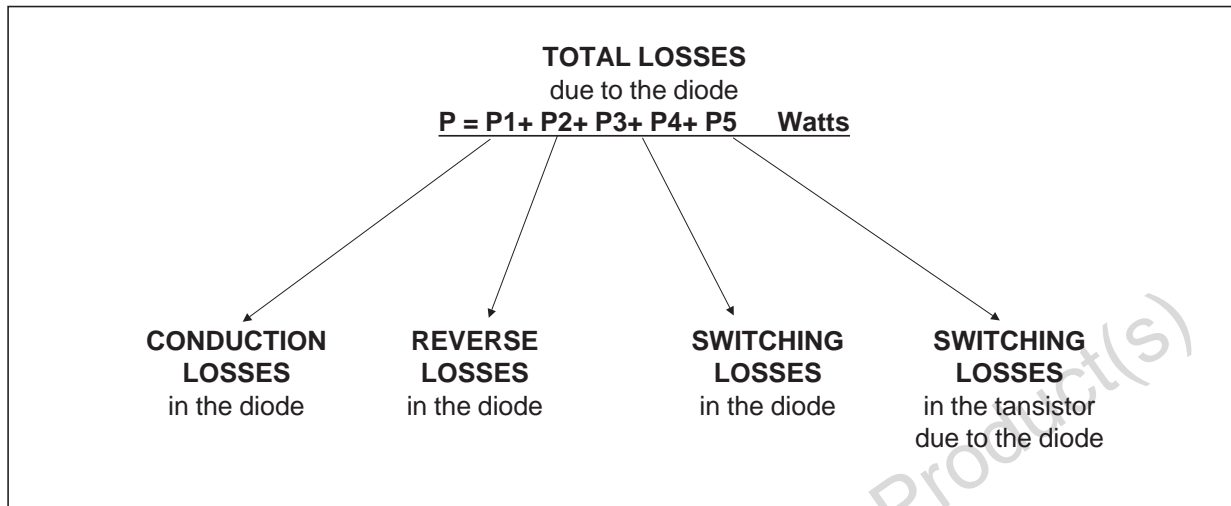 TOTAL LOSSES
due to the diode
P = P1+ P2+ P3+ P4+ P5 Watts
CONDUCTION
LOSSES
in the diode
REVERSE
LOSSES
in the diode
SWITCHING
LOSSES
in the diode
SWITCHING
LOSSES
in the tansistor
due to the diode
Product(s)